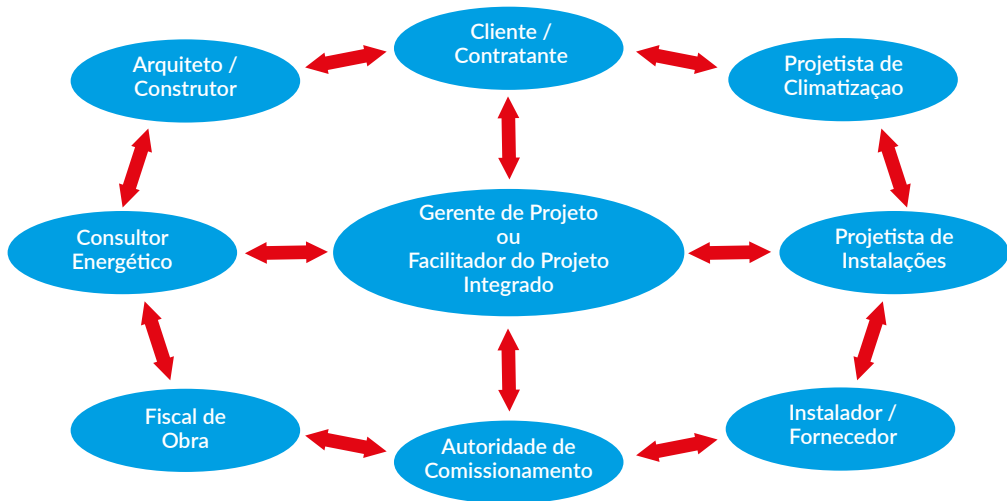 Cliente /
Contratante
Arquiteto /
Construtor
Projetista de
Climatizaçao
Consultor
Energético
Gerente de Projeto
ou
Facilitador do Projeto
Integrado
Projetista de
Instalações
Fiscal de
Obra
Autoridade de
Comissionamento
Instalador /
Fornecedor